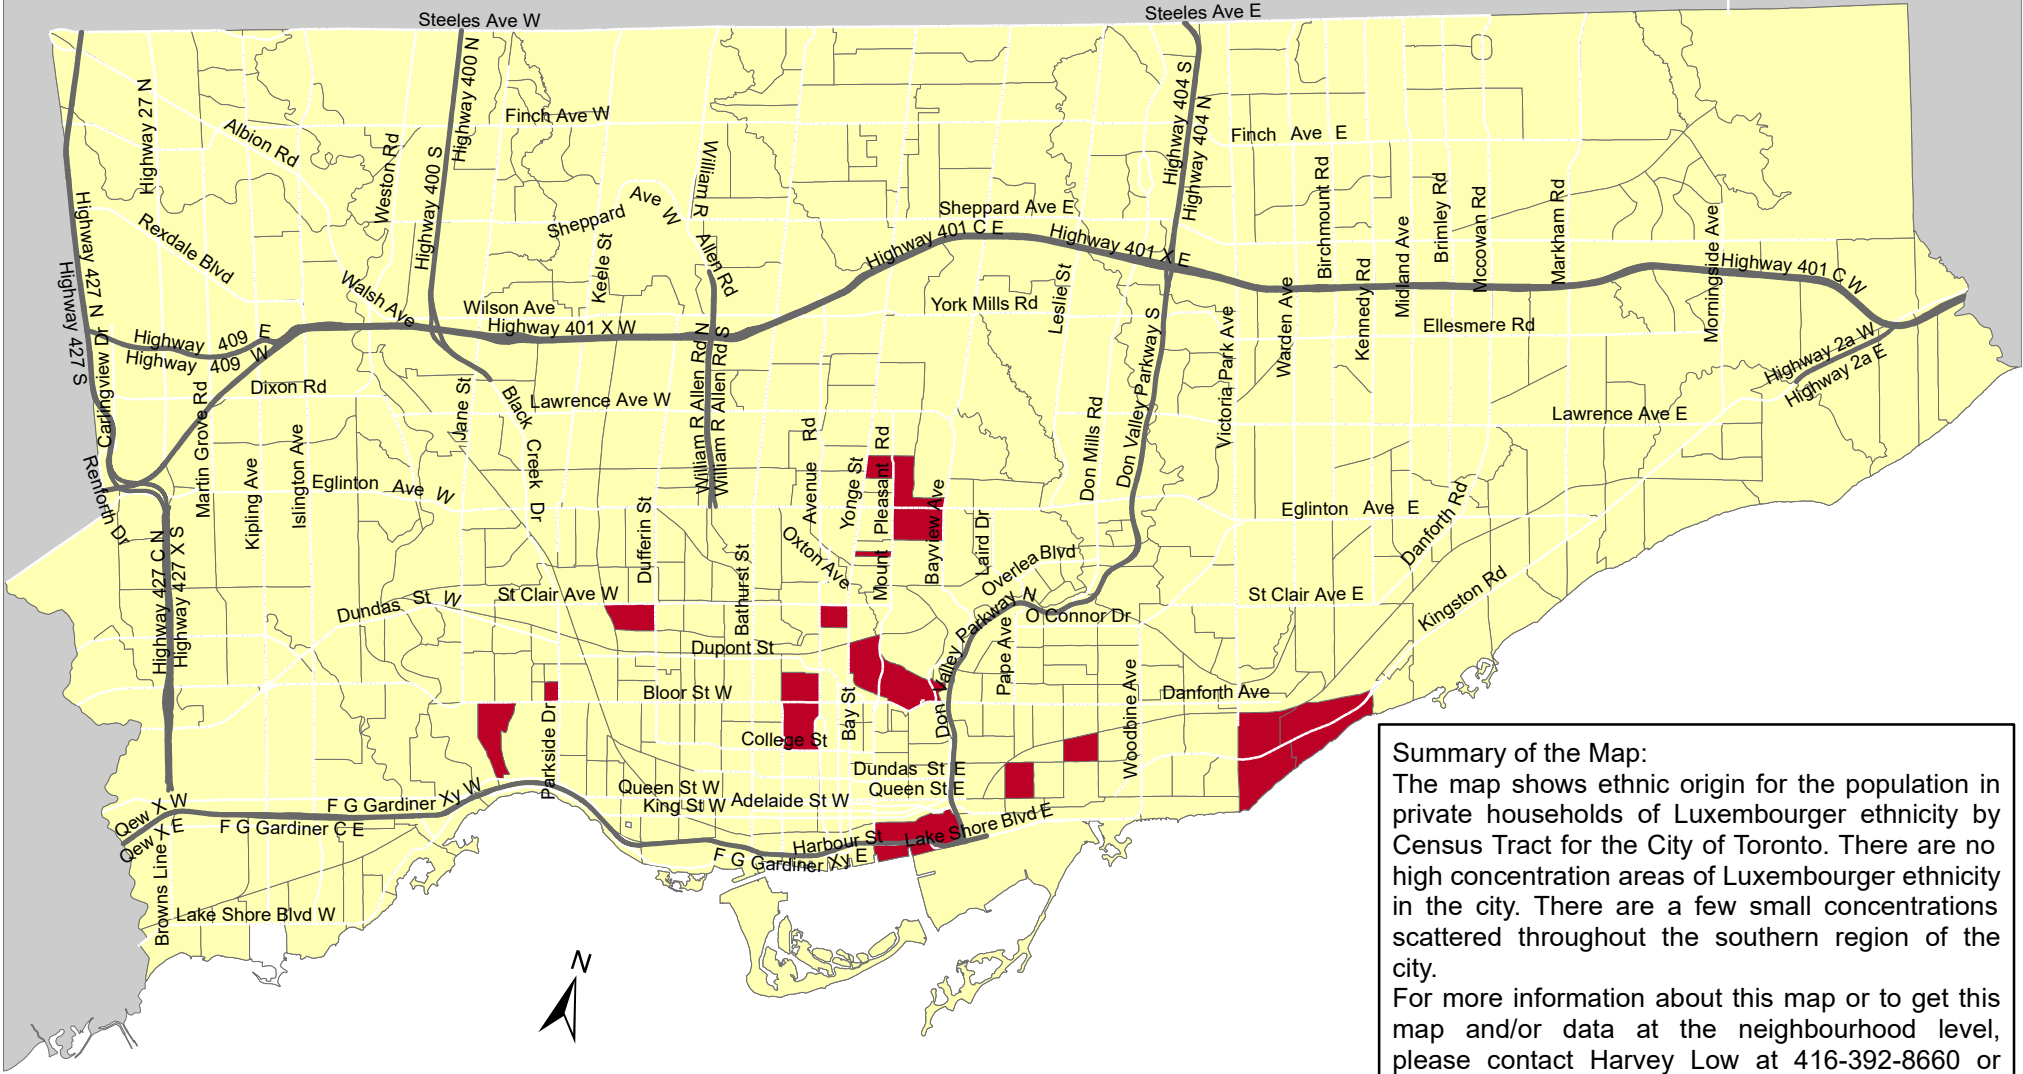 Steeles Ave W
Steeles Ave E
Highway 27 N
Albion Rd
Weston Rd
Highway 400 N
Highway 400 S
Finch Ave W
William R
Allen Rd
Highway 404 S
Highway 404 N
Finch Ave E
Sheppard Ave W
Keele St
Sheppard Ave E
Highway 401 C E
Highway 401 X E
Birchmount Rd
Kennedy Rd
Midland Ave
Brimley Rd
Mccowan Rd
Markham Rd
Morningside Ave
Highway 401 C W
Highway 427 N
Highway 427 S
Rexdale Blvd
Walsh Ave
Wilson Ave
Highway 401 X W
York Mills Rd
Leslie St
Warden Ave
Ellesmere Rd
Highway 2a W
Highway 2a E
Highway 409 E
Highway 409 W
Carlingview Dr
Dixon Rd
Martin Grove Rd
Jane St
Black Creek Dr
Lawrence Ave W
William R Allen Rd N
William R Allen Rd S
Avenue Rd
Yonge St
Mount Pleasant Rd
Bayview Ave
Don Mills Rd
Don Valley Parkway S
Victoria Park Ave
Lawrence Ave E
Renforth Dr
Kipling Ave
Islington Ave
Eglinton Ave W
Dufferin St
Bathurst St
Oxton Ave
Laird Dr
Overlea Blvd
Eglinton Ave E
Danforth Rd
Kingston Rd
Highway 427 C N
Highway 427 X S
Dundas St W
St Clair Ave W
Don Valley Parkway N
O Connor Dr
St Clair Ave E
Dupont St
Pape Ave
Woodbine Ave
Danforth Ave
Bloor St W
Bay St
College St
Parkside Dr
Dundas St E
Queen St E
Queen St W
King St W
Adelaide St W
Qew X W
Qew X E
F G Gardiner Xy W
F G Gardiner C E
Harbour St
Lake Shore Blvd E
F G Gardiner Xy E
Browns Line
Lake Shore Blvd W
N
Summary of the Map:
The map shows ethnic origin for the population in
private households of Luxembourger ethnicity by
Census Tract for the City of Toronto. There are no
high concentration areas of Luxembourger ethnicity
in the city. There are a few small concentrations
scattered throughout the southern region of the
city.
For more information about this map or to get this
map and/or data at the neighbourhood level,
please contact Harvey Low at 416-392-8660 or